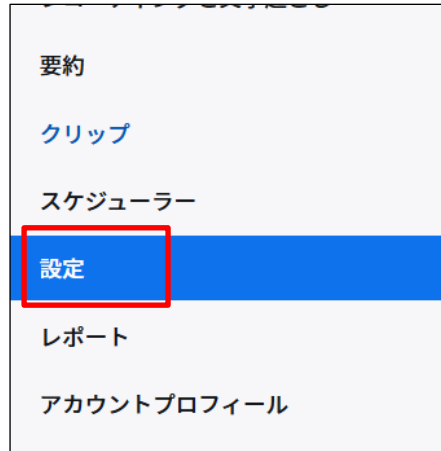 要約
クリップ
スケジューラー
設定
レポート
アカウントプロフィール